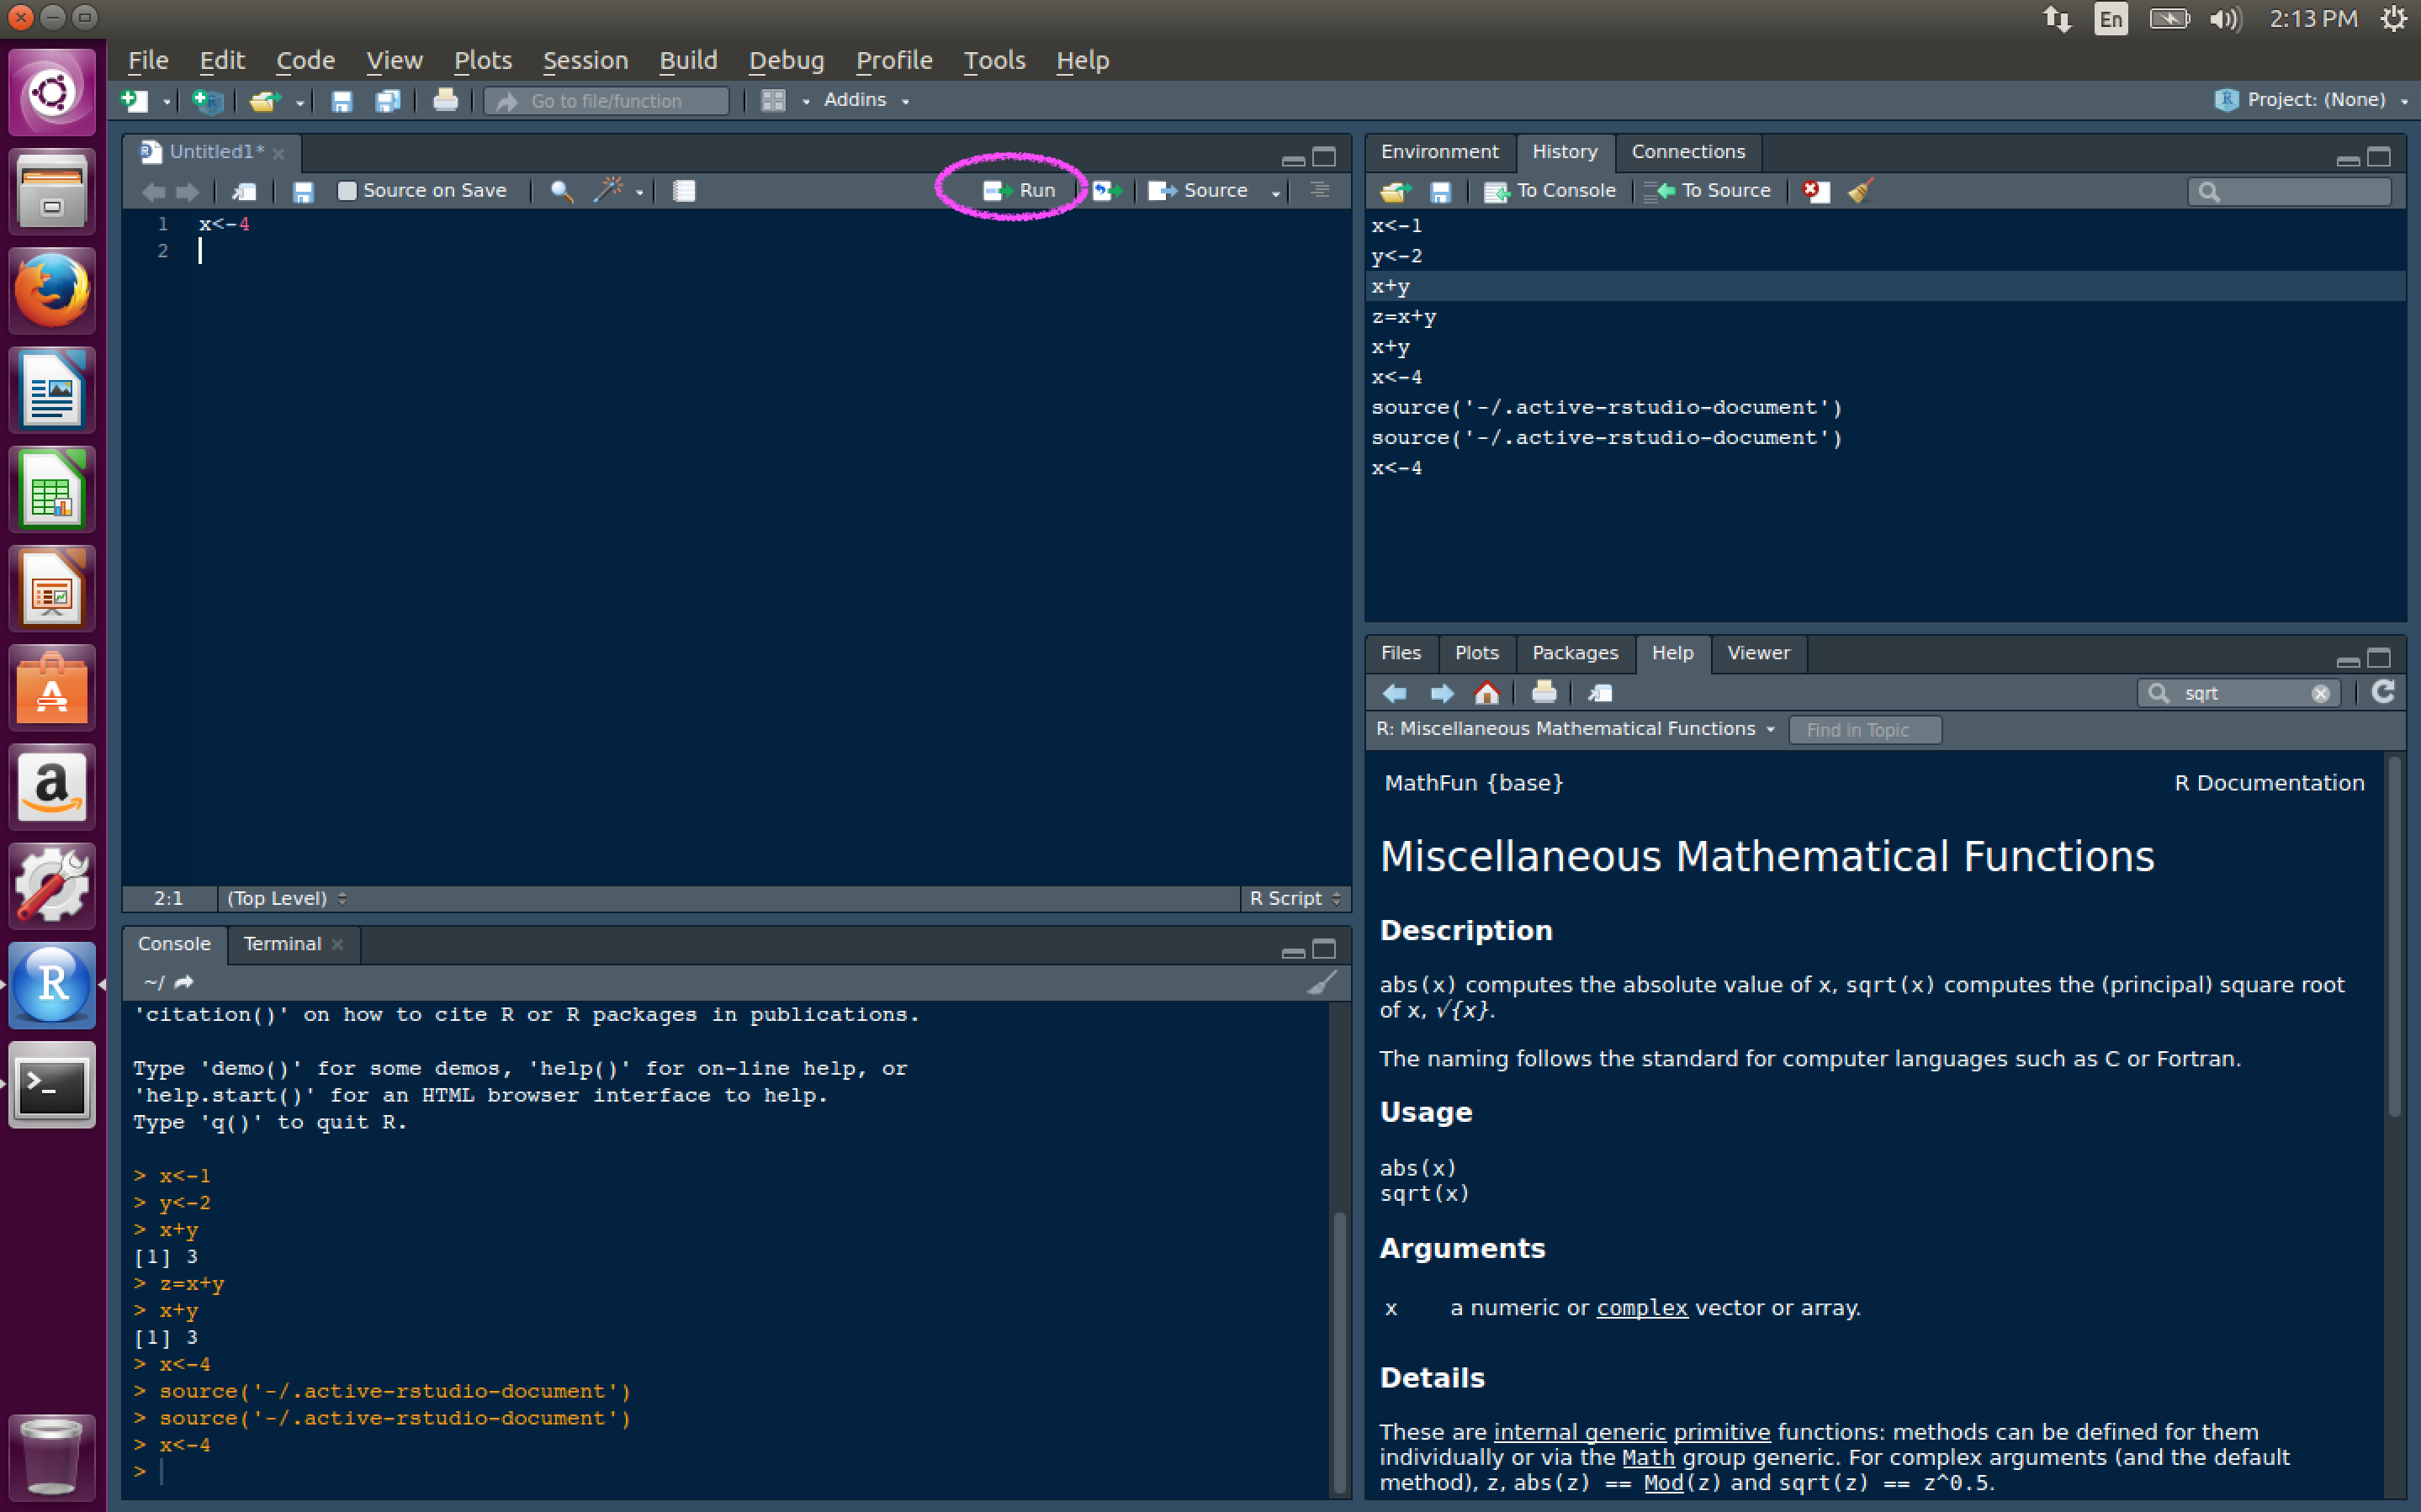 En 2:13 PM
File Edit Code View Plots Session Build Debug Profile Tools Help
Go to file/function Addins Project: (None)
Untitled1*
Source on Save Run Source
1 x<-4
2
2:1 (Top Level) R Script
Console Terminal
~/
'citation()' on how to cite R or R packages in publications.
Type 'demo()' for some demos, 'help()' for on-line help, or
'help.start()' for an HTML browser interface to help.
Type 'q()' to quit R.
> x<-1
> y<-2
> x+y
[1] 3
> z=x+y
> x+y
[1] 3
> x<-4
> source('~/.active-rstudio-document')
> source('~/.active-rstudio-document')
> x<-4
>
Environment History Connections
To Console To Source
x<-1
y<-2
x+y
z=x+y
x+y
x<-4
source('~/.active-rstudio-document')
source('~/.active-rstudio-document')
x<-4
Files Plots Packages Help Viewer
sqrt
R: Miscellaneous Mathematical Functions Find in Topic
MathFun {base} R Documentation
Miscellaneous Mathematical Functions
Description
abs(x) computes the absolute value of x, sqrt(x) computes the (principal) square root
of x, √{x}.
The naming follows the standard for computer languages such as C or Fortran.
Usage
abs(x)
sqrt(x)
Arguments
x a numeric or complex vector or array.
Details
These are internal generic primitive functions: methods can be defined for them
individually or via the Math group generic. For complex arguments (and the default
method), z, abs(z) == Mod(z) and sqrt(z) == z^0.5.